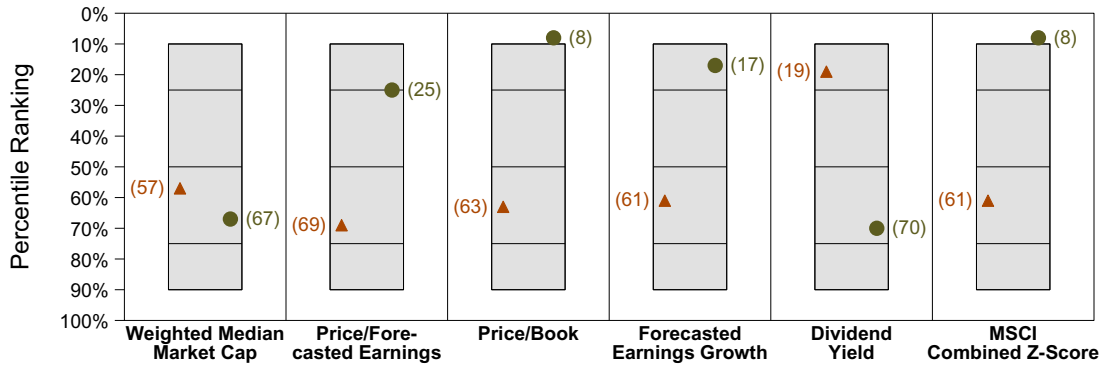 Percentile Ranking
0%
10%
20%
30%
40%
50%
60%
70%
80%
90%
100%
(57)
(67)
(25)
(69)
(8)
(63)
(17)
(61)
(19)
(70)
(8)
(61)
Weighted Median
Market Cap
Price/Fore-
casted Earnings
Price/Book
Forecasted
Earnings Growth
Dividend
Yield
MSCI
Combined Z-Score